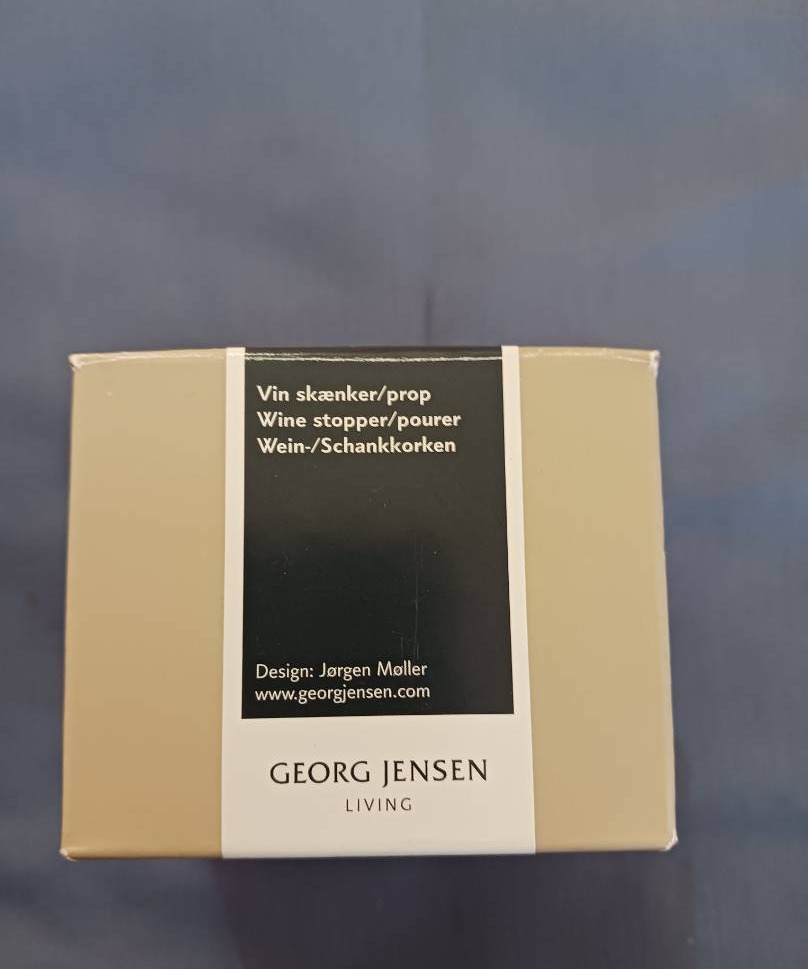 Vin skænker/prop
Wine stopper/pourer
Wein-/Schankkorken
Design: Jørgen Møller
www.georgjensen.com
GEORG JENSEN
LIVING